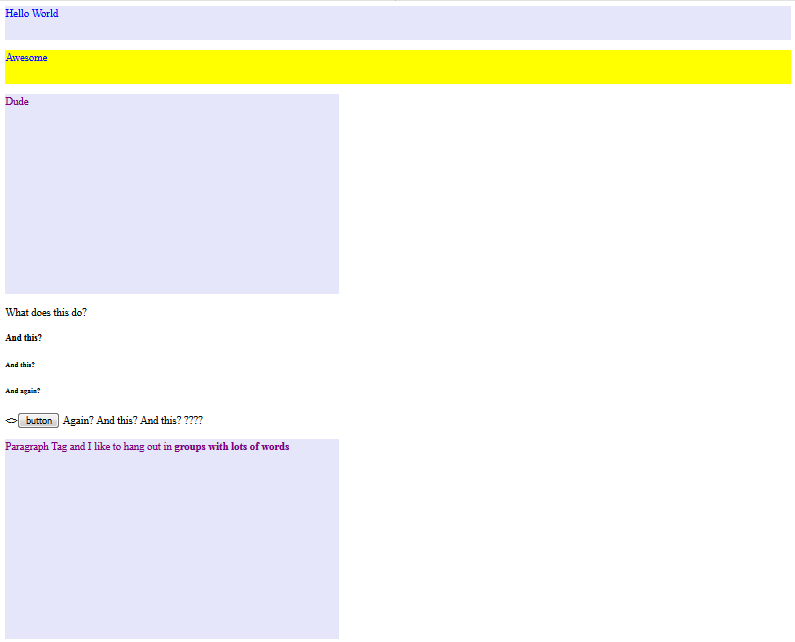 Hello World
Awesome
Dude
What does this do?
And this?
And this?
And again?
<>button Again? And this? And this? ????
Paragraph Tag and I like to hang out in groups with lots of words